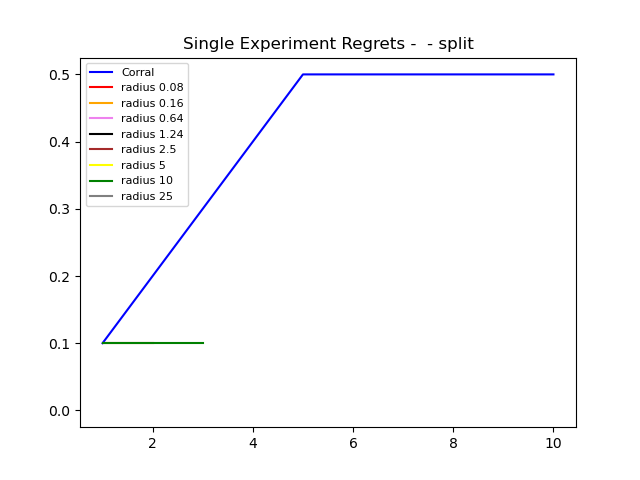 Single Experiment Regrets -  - split
Corral
radius 0.08
radius 0.16
radius 0.64
radius 1.24
radius 2.5
radius 5
radius 10
radius 25
0.5
0.4
0.3
0.2
0.1
0.0
2 4 6 8 10